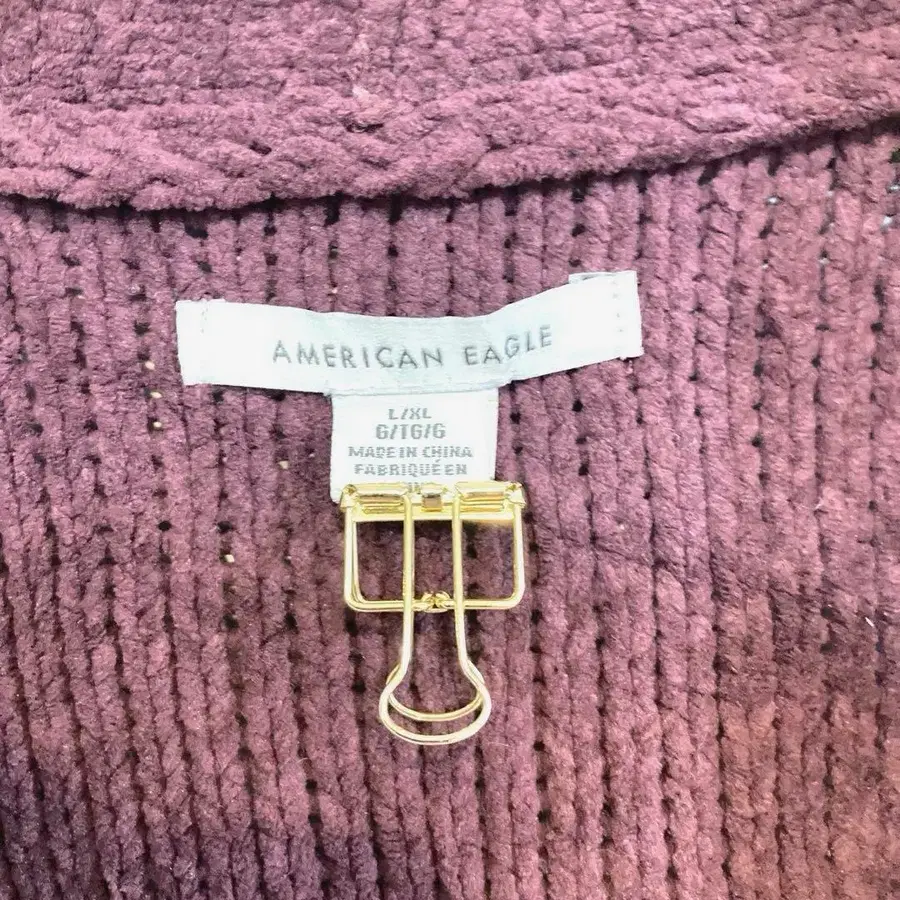 AMERICAN EAGLE
L/XL
G/TG/G
MADE IN CHINA
FABRIQUÉ EN